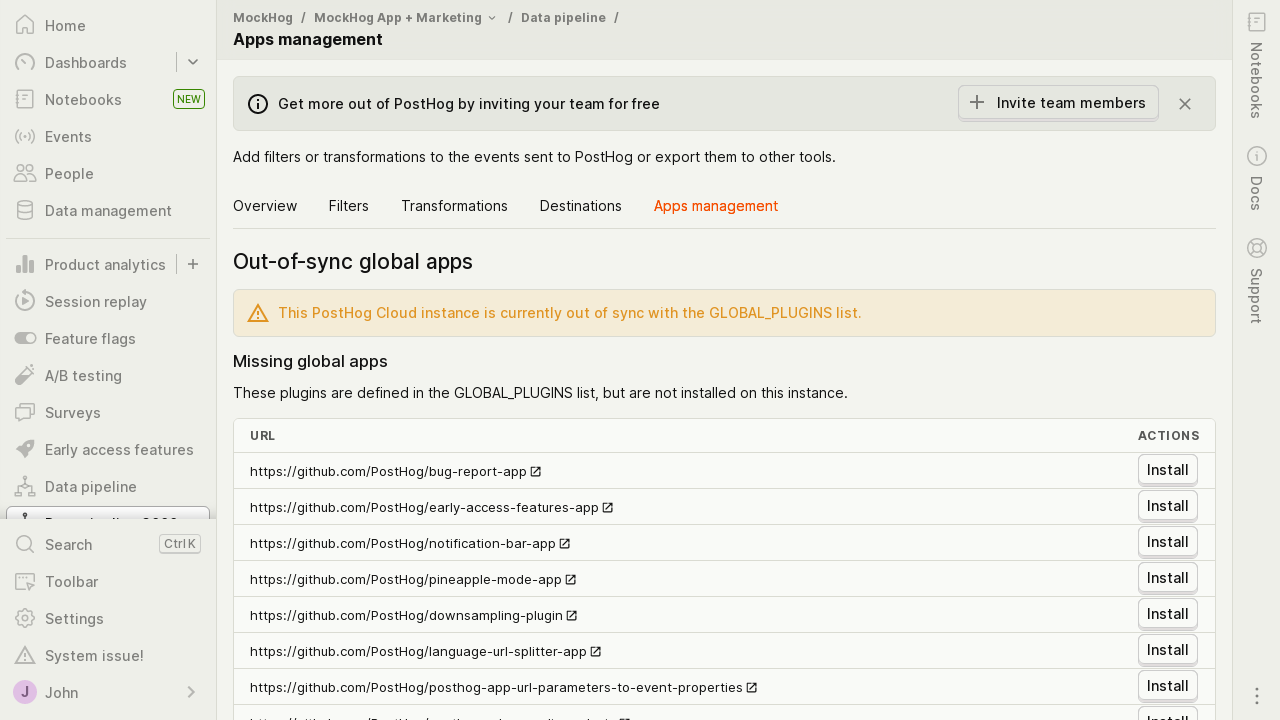 Home
Dashboards
Notebooks
NEW
Events
People
Data management
Product analytics
Session replay
Feature flags
A/B testing
Surveys
Early access features
Data pipeline
Search
Ctrl K
Toolbar
Settings
System issue!
J
John
MockHog / MockHog App + Marketing / Data pipeline /
Apps management
Get more out of PostHog by inviting your team for free
Invite team members
Add filters or transformations to the events sent to PostHog or export them to other tools.
Overview
Filters
Transformations
Destinations
Apps management
Out-of-sync global apps
This PostHog Cloud instance is currently out of sync with the GLOBAL_PLUGINS list.
Missing global apps
These plugins are defined in the GLOBAL_PLUGINS list, but are not installed on this instance.
URL ACTIONS
https://github.com/PostHog/bug-report-app Install
https://github.com/PostHog/early-access-features-app Install
https://github.com/PostHog/notification-bar-app Install
https://github.com/PostHog/pineapple-mode-app Install
https://github.com/PostHog/downsampling-plugin Install
https://github.com/PostHog/language-url-splitter-app Install
https://github.com/PostHog/posthog-app-url-parameters-to-event-properties Install
Notebooks
Docs
Support